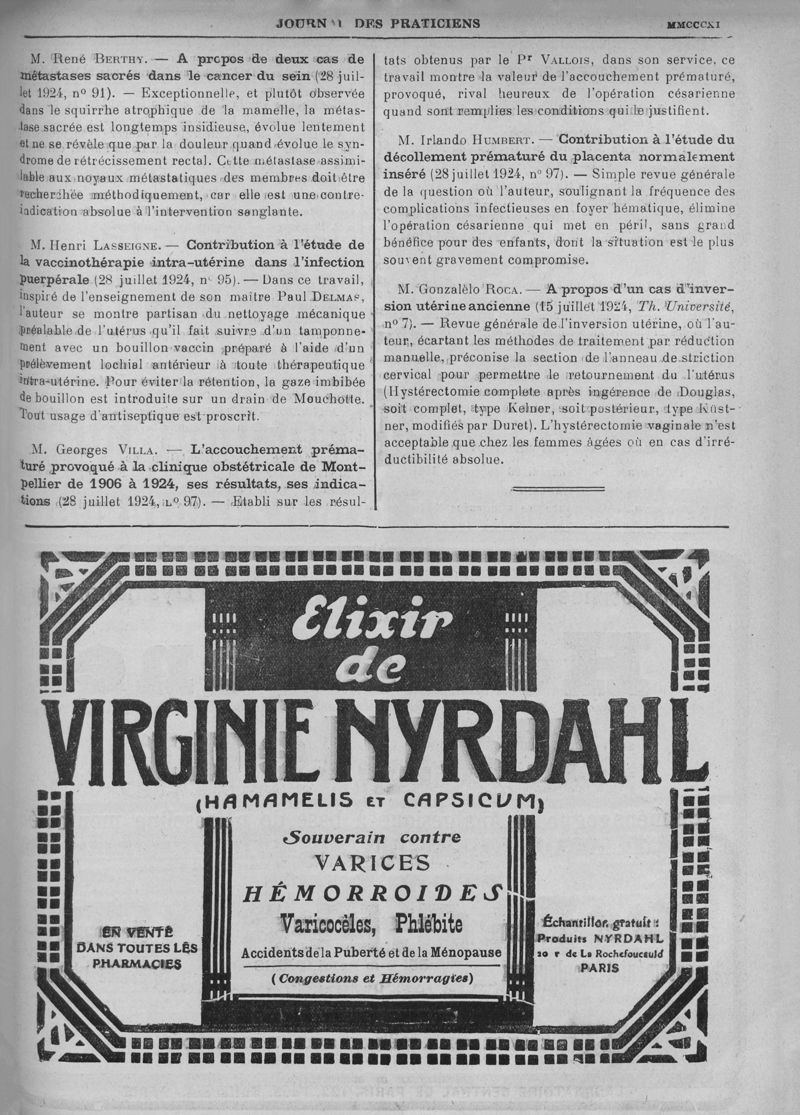 JOURN L DES PRATICIENS
MMCCCXI
M. René BERTHY. — A propos de deux cas de
métastases sacrés dans le cancer du sein (28 juil-
let 1924, n° 91). — Exceptionnelle, et plutôt observée
dans le squirrhe atrophique de la mamelle, la métas-
tase sacrée est longtemps insidieuse, évolue lentement
et ne se révèle que par la douleur quand évolue le syn-
drome de rétrécissement rectal. Cette métastase assimi-
lable aux noyaux métastatiques des membres doit être
recherchée méthodiquement, car elle est une contre-
indication absolue à l'intervention sanglante.
M. Henri LASSEIGNE. — Contribution à l'étude de
la vaccinothérapie intra-utérine dans l'infection
puerpérale (28 juillet 1924, n° 95). — Dans ce travail,
inspiré de l'enseignement de son maître Paul DELMAS,
l'auteur se montre partisan du nettoyage mécanique
préalable de l'utérus qu'il fait suivre d'un tamponne-
ment avec un bouillon vaccin préparé à l'aide d'un
prélèvement lochial antérieur à toute thérapeutique
intra-utérine. Pour éviter la rétention, la gaze imbibée
de bouillon est introduite sur un drain de Mouchotte.
Tout usage d'antiseptique est proscrit.
M. Georges VILLA. — L'accouchement préma-
turé provoqué à la clinique obstétricale de Mont-
pellier de 1906 à 1924, ses résultats, ses indica-
tions (28 juillet 1924, n° 97). — Etabli sur les résul-
tats obtenus par le Pr VALLOIS, dans son service, ce
travail montre la valeur de l'accouchement prématuré,
provoqué, rival heureux de l'opération césarienne
quand sont remplies les conditions qui le justifient.
M. Irlando HUMBERT. — Contribution à l'étude du
décollement prématuré du placenta normalement
inséré (28 juillet 1924, n° 97). — Simple revue générale
de la question où l'auteur, soulignant la fréquence des
complications infectieuses en foyer hématique, élimine
l'opération césarienne qui met en péril, sans grand
bénéfice pour des enfants, dont la situation est le plus
souvent gravement compromise.
M. Gonzalèlo ROCA. — A propos d'un cas d'inver-
sion utérine ancienne (15 juillet 1924, Th. Université,
n° 7). — Revue générale de l'inversion utérine, où l'au-
teur, écartant les méthodes de traitement par réduction
manuelle, préconise la section de l'anneau de striction
cervical pour permettre le retournement du l'utérus
(Hystérectomie complete après ingérence de Douglas,
soit complet, type Kelner, soit postérieur, type Küst-
ner, modifiés par Duret). L'hystérectomie vaginale n'est
acceptable que chez les femmes âgées où en cas d'irré-
ductibilité absolue.
Elixir
de
VIRGINIE NYRDAHL
(HAMAMELIS ET CAPSICUM)
Souverain contre
VARICES
HÉMORROIDES
Varicocèles, Phlébite
Accidents de la Puberté et de la Ménopause
(Congestions et Hémorragies)
EN VENTE
DANS TOUTES LES
PHARMACIES
Échantillon gratuit :
Produits NYRDAHL
20 r de La Rochefoucauld
PARIS